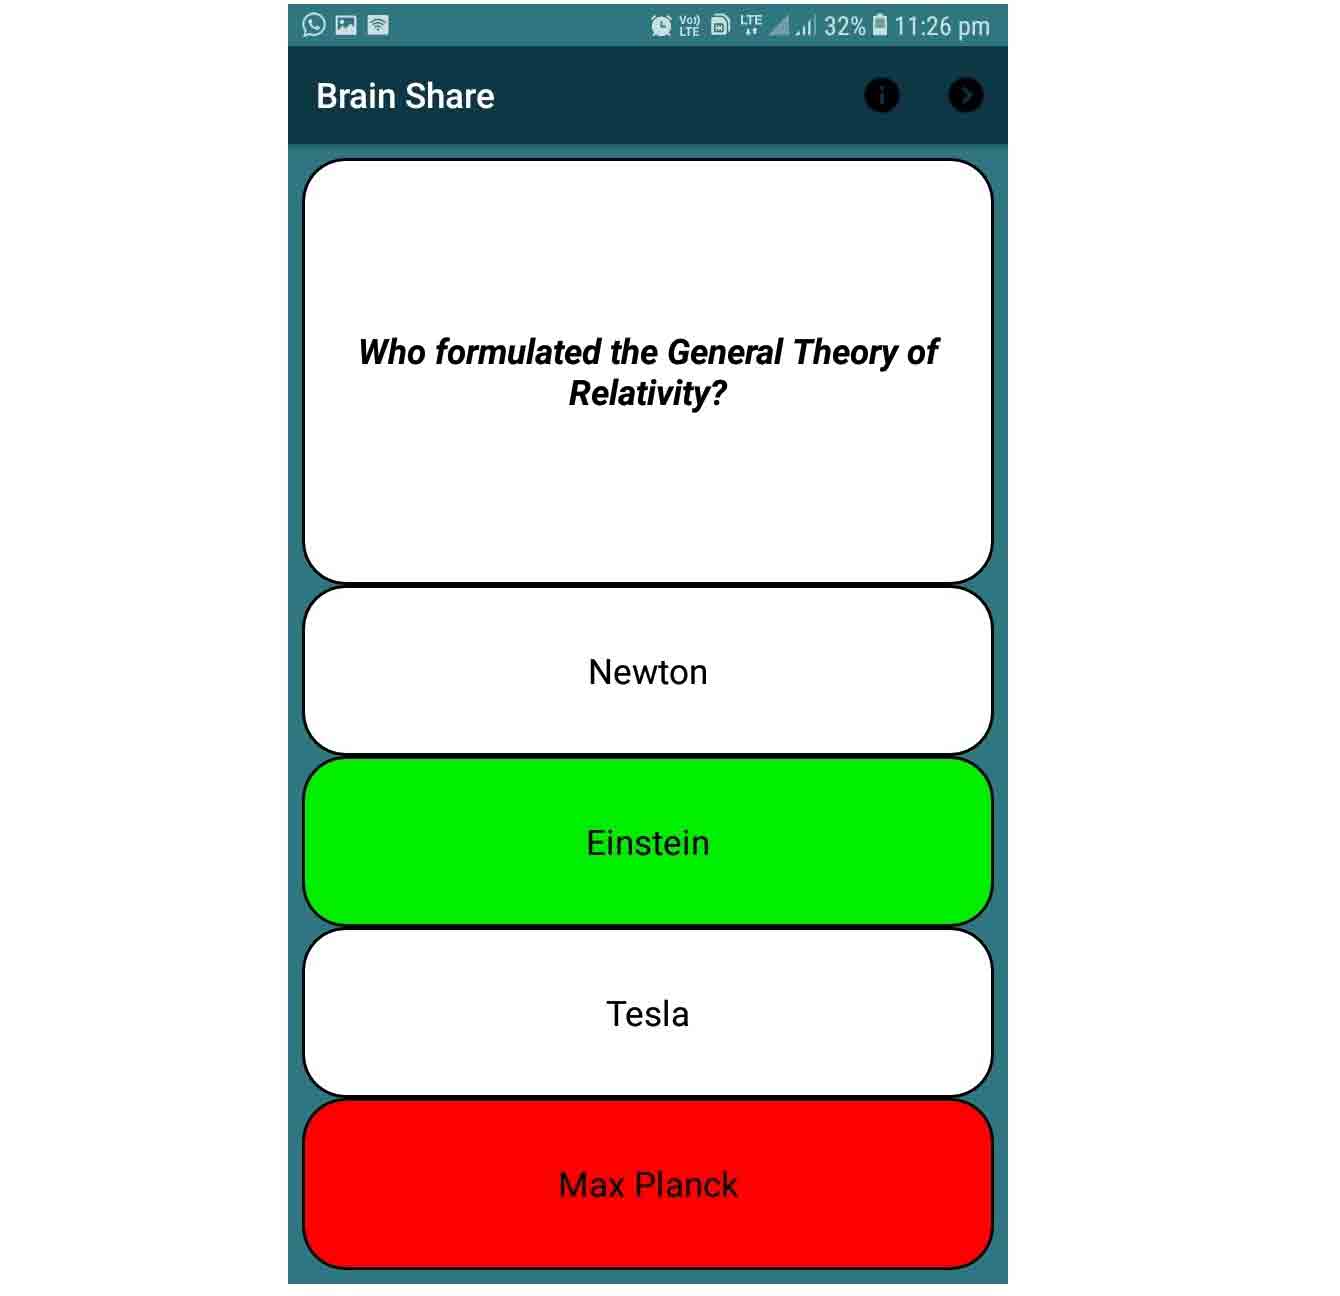 Vo)) LTE LTE 32% 11:26 pm
Brain Share
Who formulated the General Theory of
Relativity?
Newton
Einstein
Tesla
Max Planck